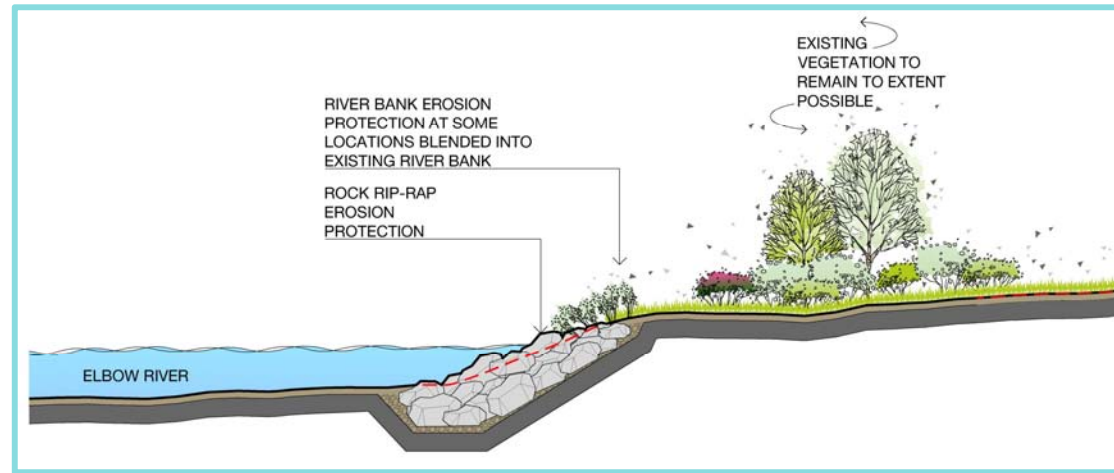 EXISTING
VEGETATION TO
REMAIN TO EXTENT
POSSIBLE
RIVER BANK EROSION
PROTECTION AT SOME
LOCATIONS BLENDED INTO
EXISTING RIVER BANK
ROCK RIP-RAP
EROSION
PROTECTION
ELBOW RIVER